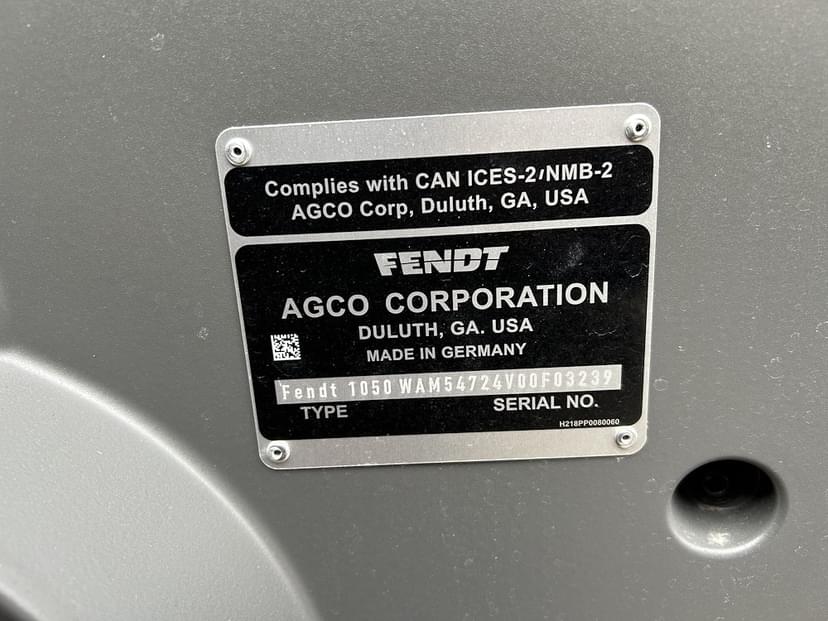 Complies with CAN ICES-2/NMB-2
AGCO Corp, Duluth, GA, USA
FENDT
AGCO CORPORATION
DULUTH, GA. USA
MADE IN GERMANY
Fendt 1050 WAM54724V00F03239
TYPE SERIAL NO.
H218PP0080060